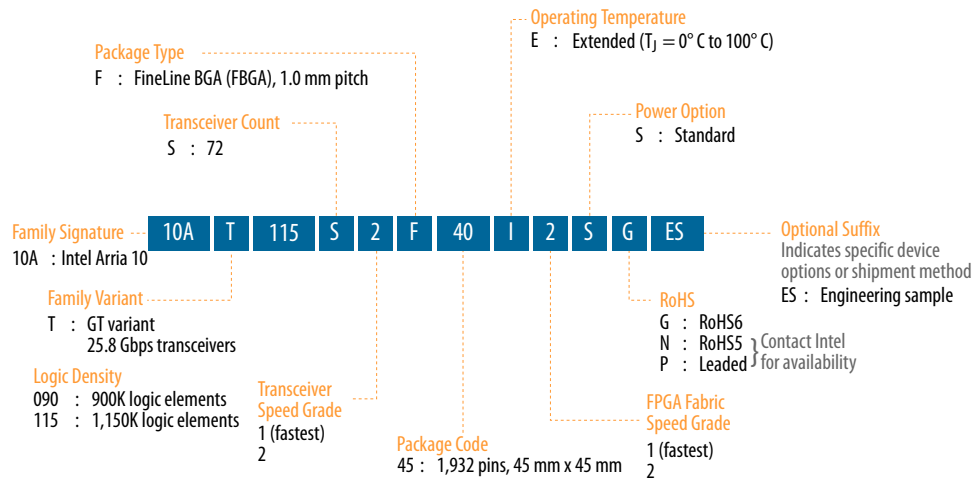 Operating Temperature
E : Extended (TJ = 0° C to 100° C)
Package Type
F : FineLine BGA (FBGA), 1.0 mm pitch
Transceiver Count
S : 72
Power Option
S : Standard
10A T 115 S 2 F 40 I 2 S G ES
Family Signature
10A : Intel Arria 10
Optional Suffix
Indicates specific device
options or shipment method
ES : Engineering sample
Family Variant
T : GT variant
25.8 Gbps transceivers
RoHS
G : RoHS6
N : RoHS5
P : Leaded
} Contact Intel
for availability
Logic Density
090 : 900K logic elements
115 : 1,150K logic elements
Transceiver
Speed Grade
1 (fastest)
2
Package Code
45 : 1,932 pins, 45 mm x 45 mm
FPGA Fabric
Speed Grade
1 (fastest)
2